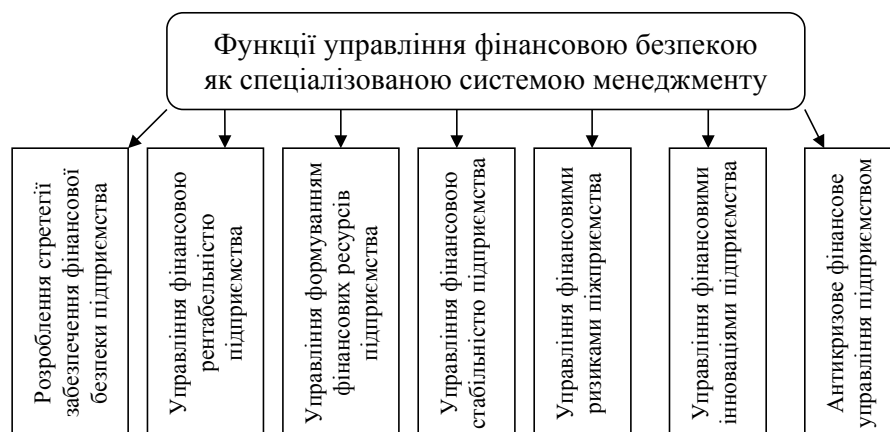 Функції управління фінансовою безпекою
як спеціалізованою системою менеджменту
Розроблення стретегії
забезпечення фінансової
безпеки підприємства
Управління фінансовою
рентабельністю
підприємства
Управління формуванням
фінансових ресурсів
підприємства
Управління фінансовою
стабільністю підприємства
Управління фінансовими
ризиками піжприємства
Управління фінансовими
інноваціями підприємства
Антикризове фінансове
управління підприємством